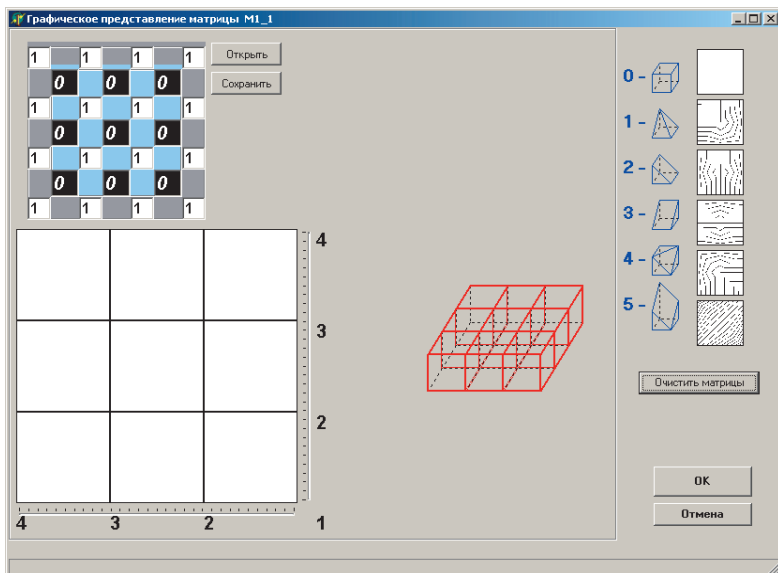 Графическое представление матрицы M1_1
1 1 1 1
0 0 0
1 1 1 1
0 0 0
1 1 1 1
0 0 0
1 1 1 1
Открыть
Сохранить
4
3
2
4 3 2 1
0 -
1 -
2 -
3 -
4 -
5 -
Очистить матрицы
OK
Отмена